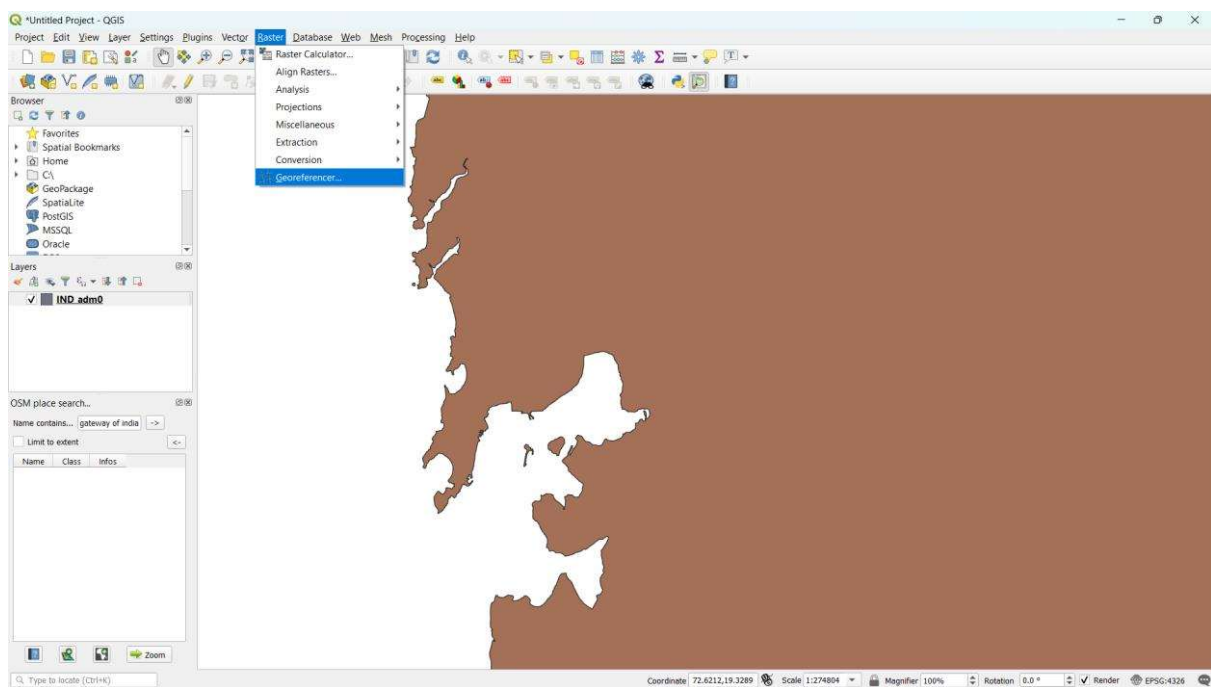 *Untitled Project - QGIS
Project Edit View Layer Settings Plugins Vector Raster Database Web Mesh Processing Help
Raster Calculator...
Align Rasters...
Analysis
Projections
Miscellaneous
Extraction
Conversion
Georeferencer...
Browser
Favorites
Spatial Bookmarks
Home
C:\
GeoPackage
SpatiaLite
PostGIS
MSSQL
Oracle
Layers
IND_adm0
OSM place search...
Name contains... gateway of india ->
Limit to extent <-
Name Class Infos
Zoom
Type to locate (Ctrl+K) Coordinate 72.6212,19.3289 Scale 1:274804 Magnifier 100% Rotation 0.0 ° Render EPSG:4326